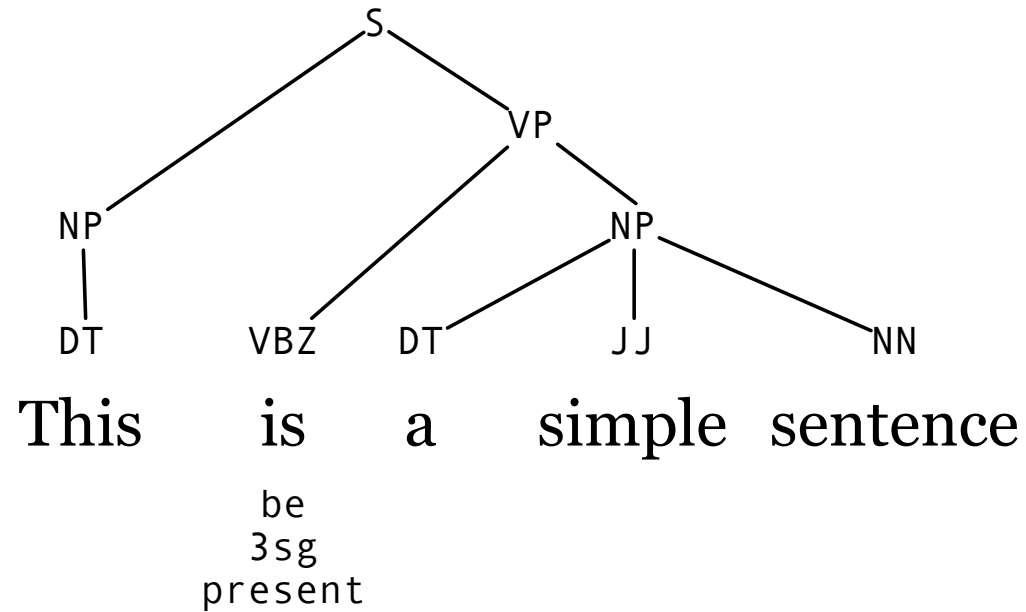 S
VP
NP NP
DT VBZ DT JJ NN
This is a simple sentence
be
3sg
present